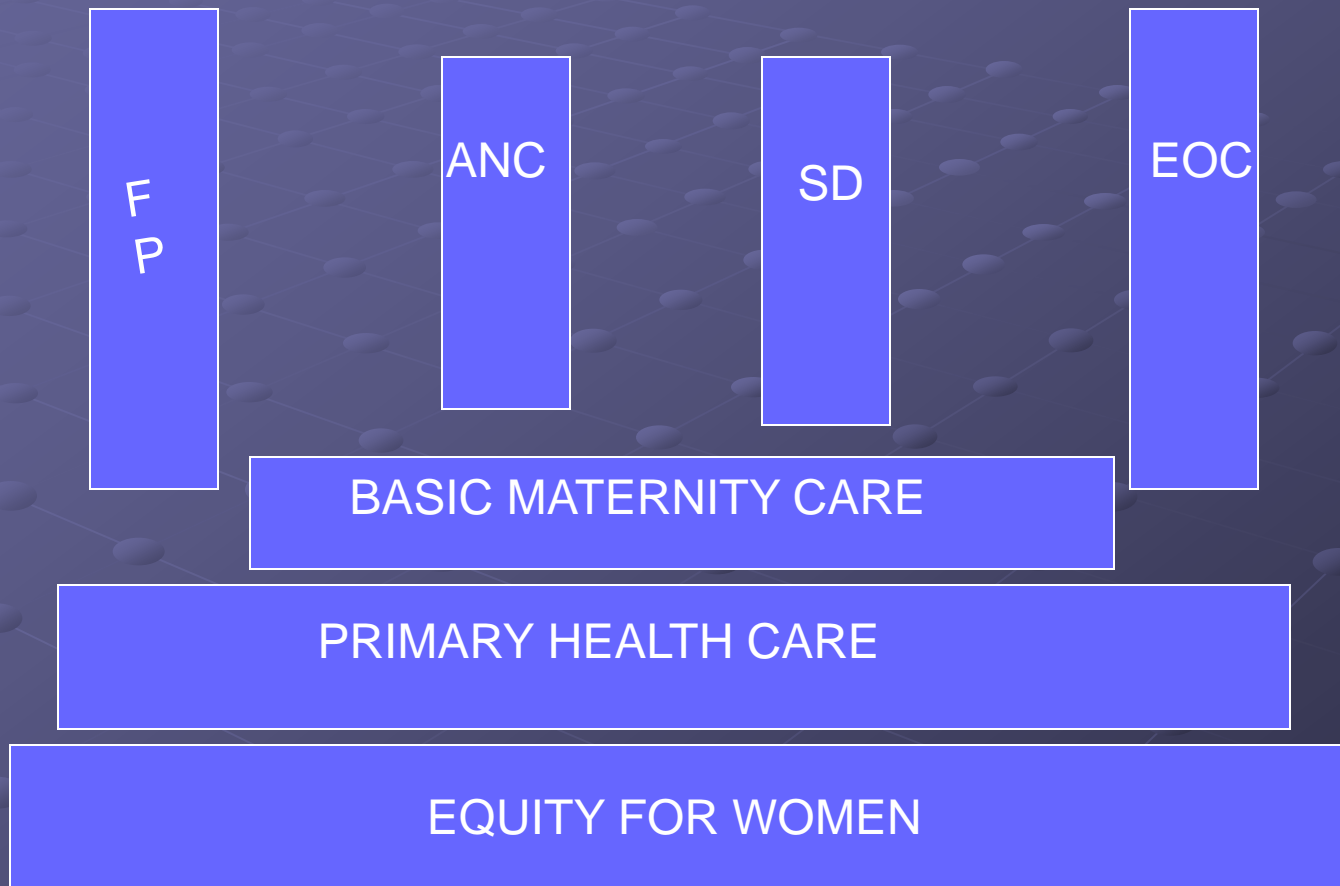 F
P
ANC
SD
EOC
BASIC MATERNITY CARE
PRIMARY HEALTH CARE
EQUITY FOR WOMEN